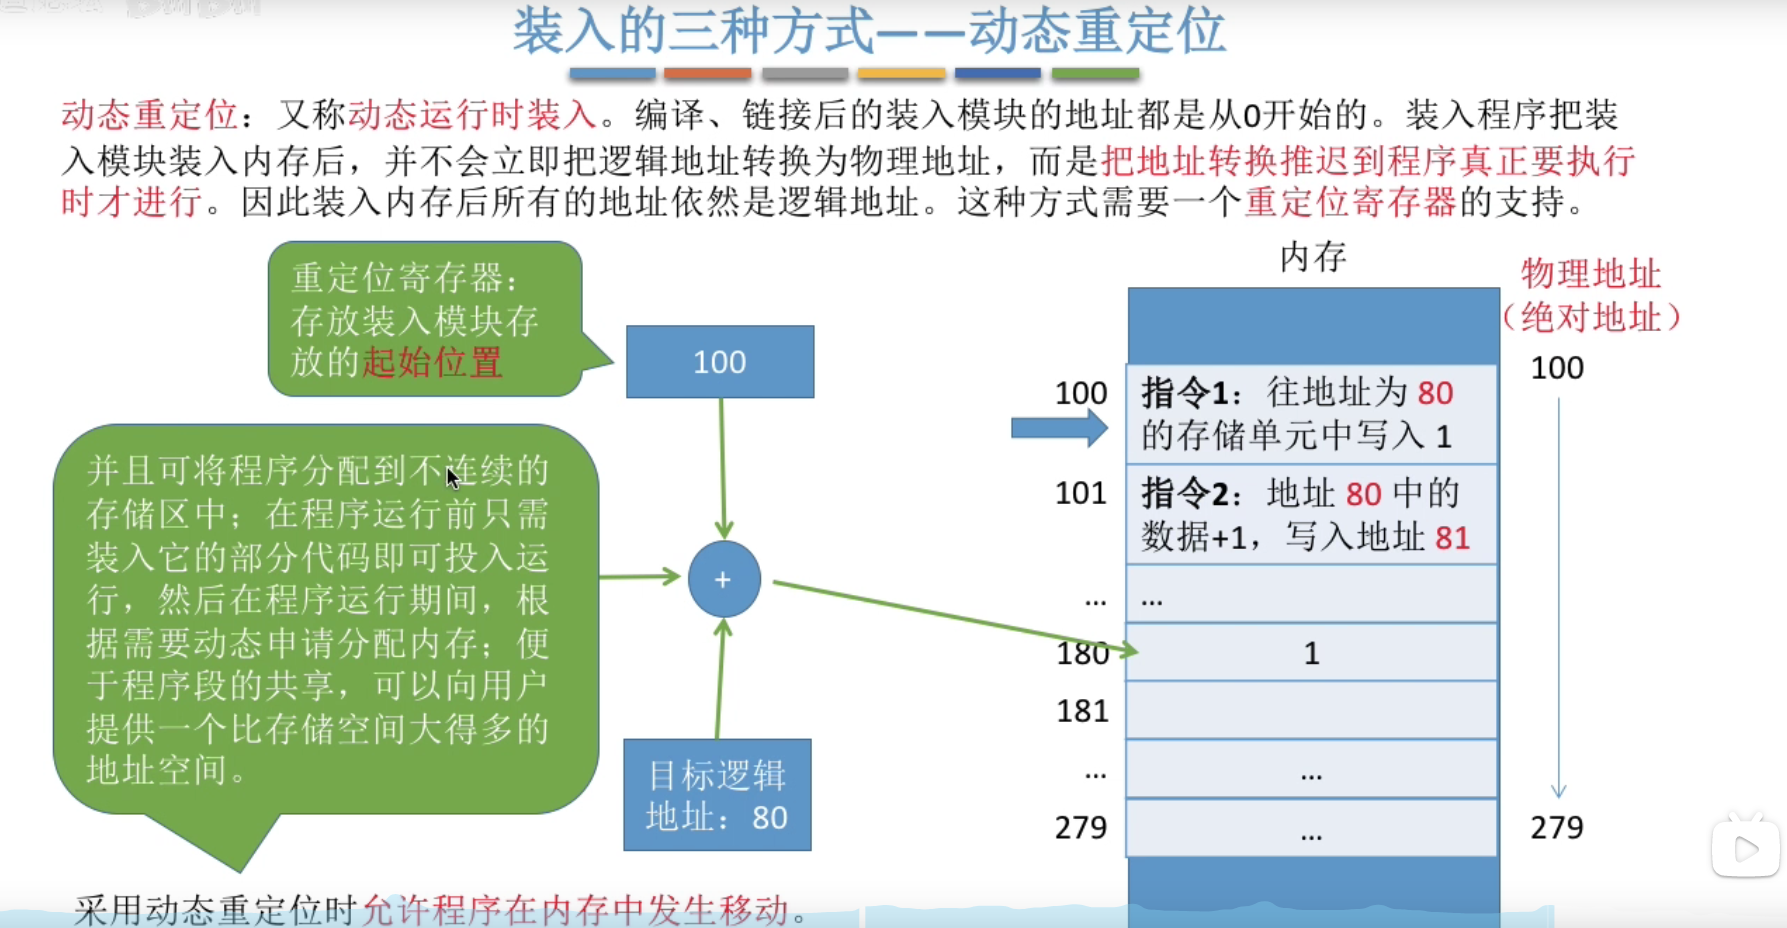 装入的三种方式——动态重定位
动态重定位：又称动态运行时装入。编译、链接后的装入模块的地址都是从0开始的。装入程序把装
入模块装入内存后，并不会立即把逻辑地址转换为物理地址，而是把地址转换推迟到程序真正要执行
时才进行。因此装入内存后所有的地址依然是逻辑地址。这种方式需要一个重定位寄存器的支持。
重定位寄存器：
存放装入模块存
放的起始位置
100
并且可将程序分配到不连续的
存储区中；在程序运行前只需
装入它的部分代码即可投入运
行，然后在程序运行期间，根
据需要动态申请分配内存；便
于程序段的共享，可以向用户
提供一个比存储空间大得多的
地址空间。
+
目标逻辑
地址：80
采用动态重定位时允许程序在内存中发生移动。
内存
物理地址
（绝对地址）
100
100
指令1：往地址为 80
的存储单元中写入 1
101
指令2：地址 80 中的
数据+1，写入地址 81
...
...
180
1
181
...
...
279
...
279